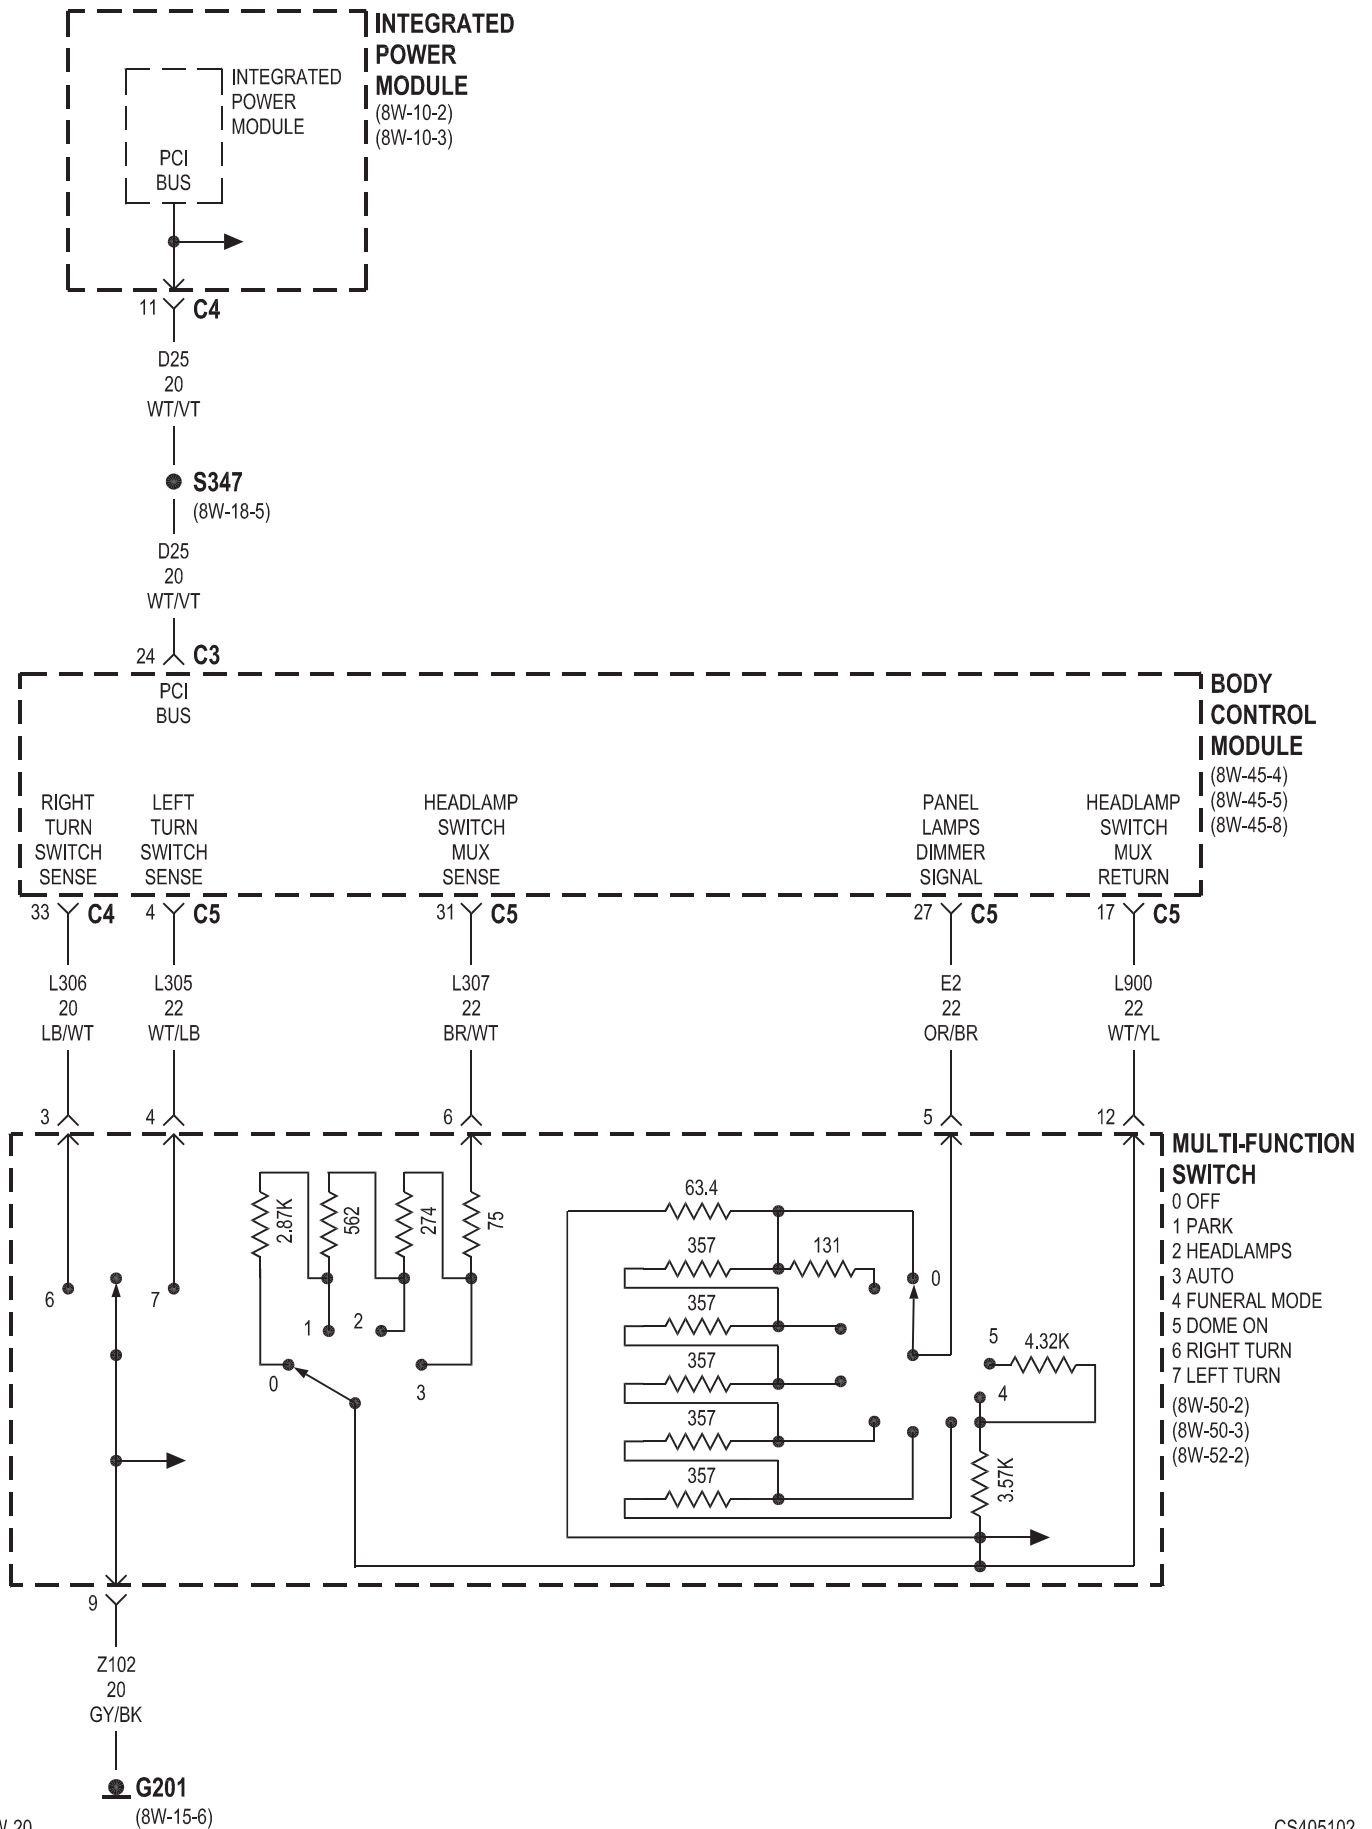 INTEGRATED
POWER
MODULE
(8W-10-2)
(8W-10-3)
INTEGRATED
POWER
MODULE
PCI
BUS
11
C4
D25
20
WT/VT
S347
(8W-18-5)
D25
20
WT/VT
24
C3
PCI
BUS
BODY
CONTROL
MODULE
(8W-45-4)
(8W-45-5)
(8W-45-8)
RIGHT
TURN
SWITCH
SENSE
LEFT
TURN
SWITCH
SENSE
HEADLAMP
SWITCH
MUX
SENSE
PANEL
LAMPS
DIMMER
SIGNAL
HEADLAMP
SWITCH
MUX
RETURN
33
C4
4
C5
31
C5
27
C5
17
C5
L306
20
LB/WT
L305
22
WT/LB
L307
22
BR/WT
E2
22
OR/BR
L900
22
WT/YL
3
4
6
5
12
MULTI-FUNCTION
SWITCH
0 OFF
1 PARK
2 HEADLAMPS
3 AUTO
4 FUNERAL MODE
5 DOME ON
6 RIGHT TURN
7 LEFT TURN
(8W-50-2)
(8W-50-3)
(8W-52-2)
2.87K
562
274
75
63.4
357
131
357
357
357
357
6
7
1
2
0
3
0
5
4.32K
4
3.57K
9
Z102
20
GY/BK
G201
(8W-15-6)
CS405102